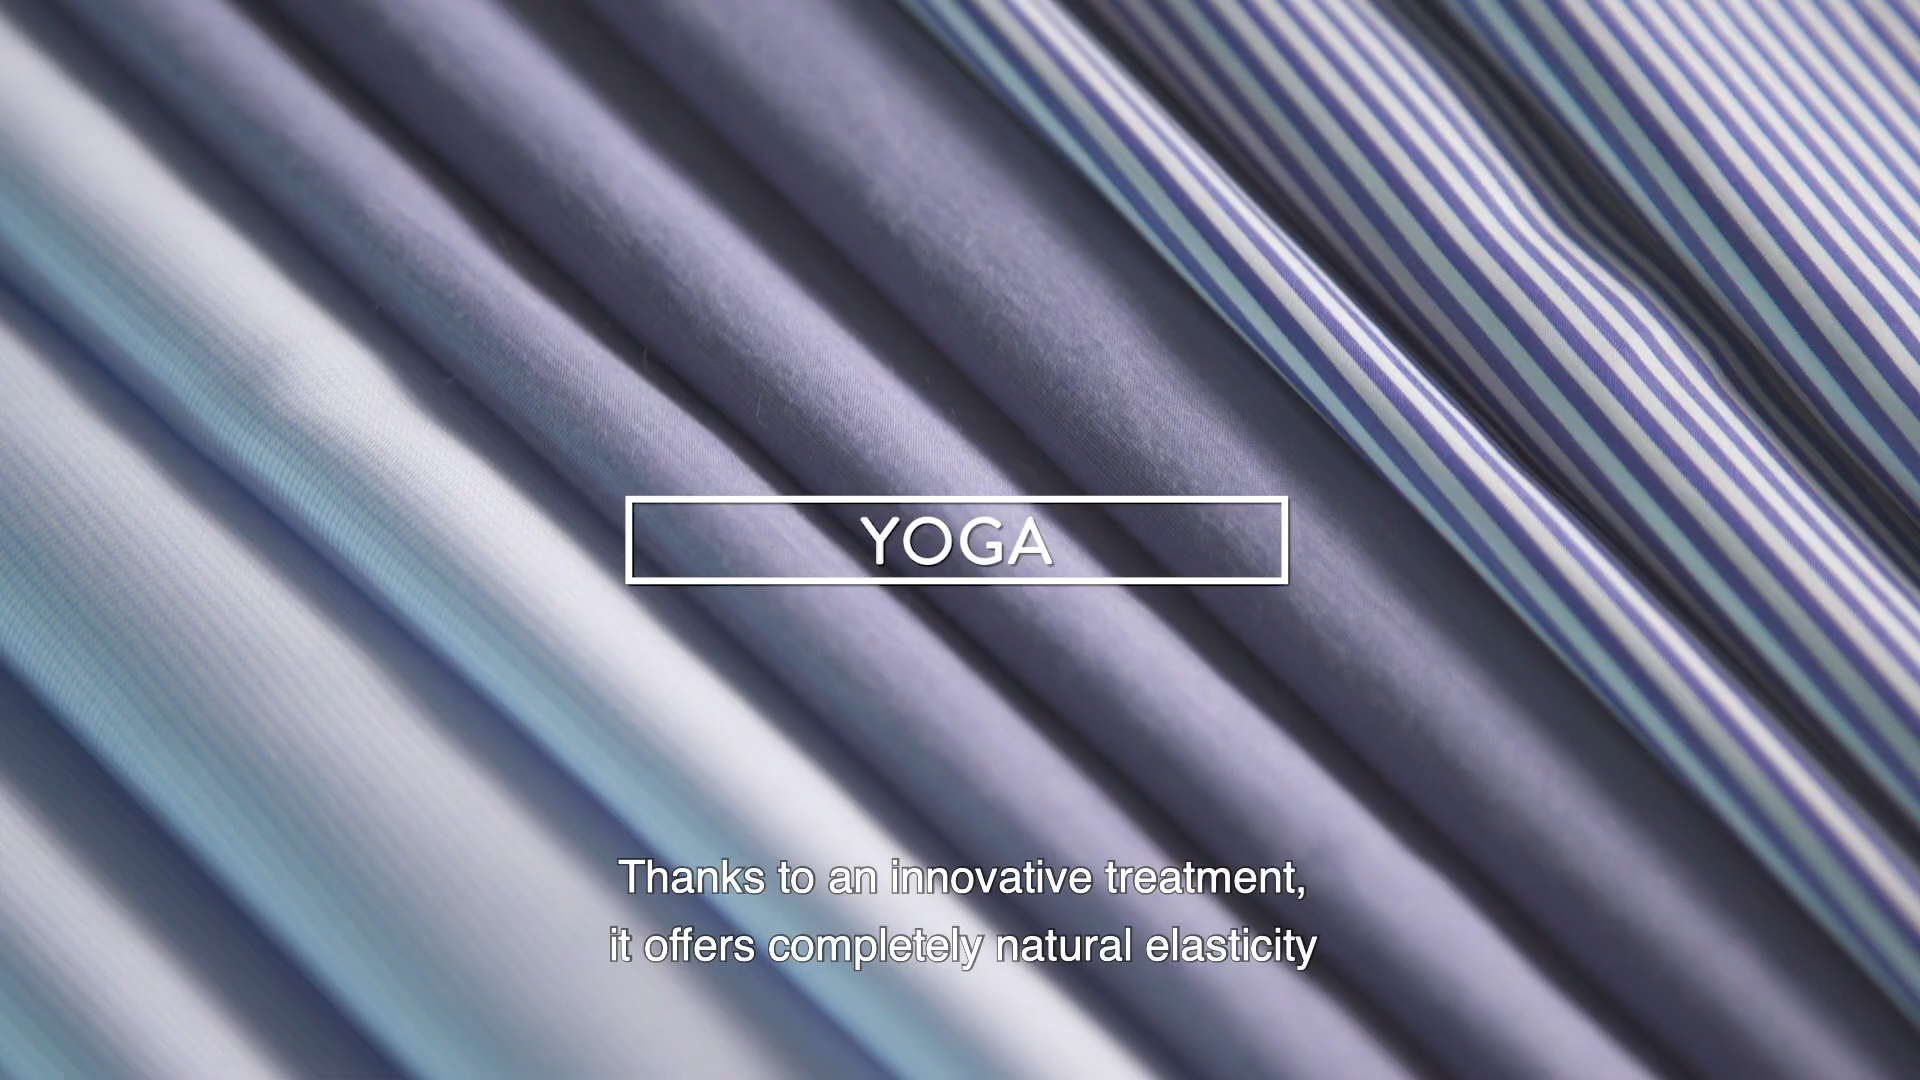 YOGA
Thanks to an innovative treatment,
it offers completely natural elasticity